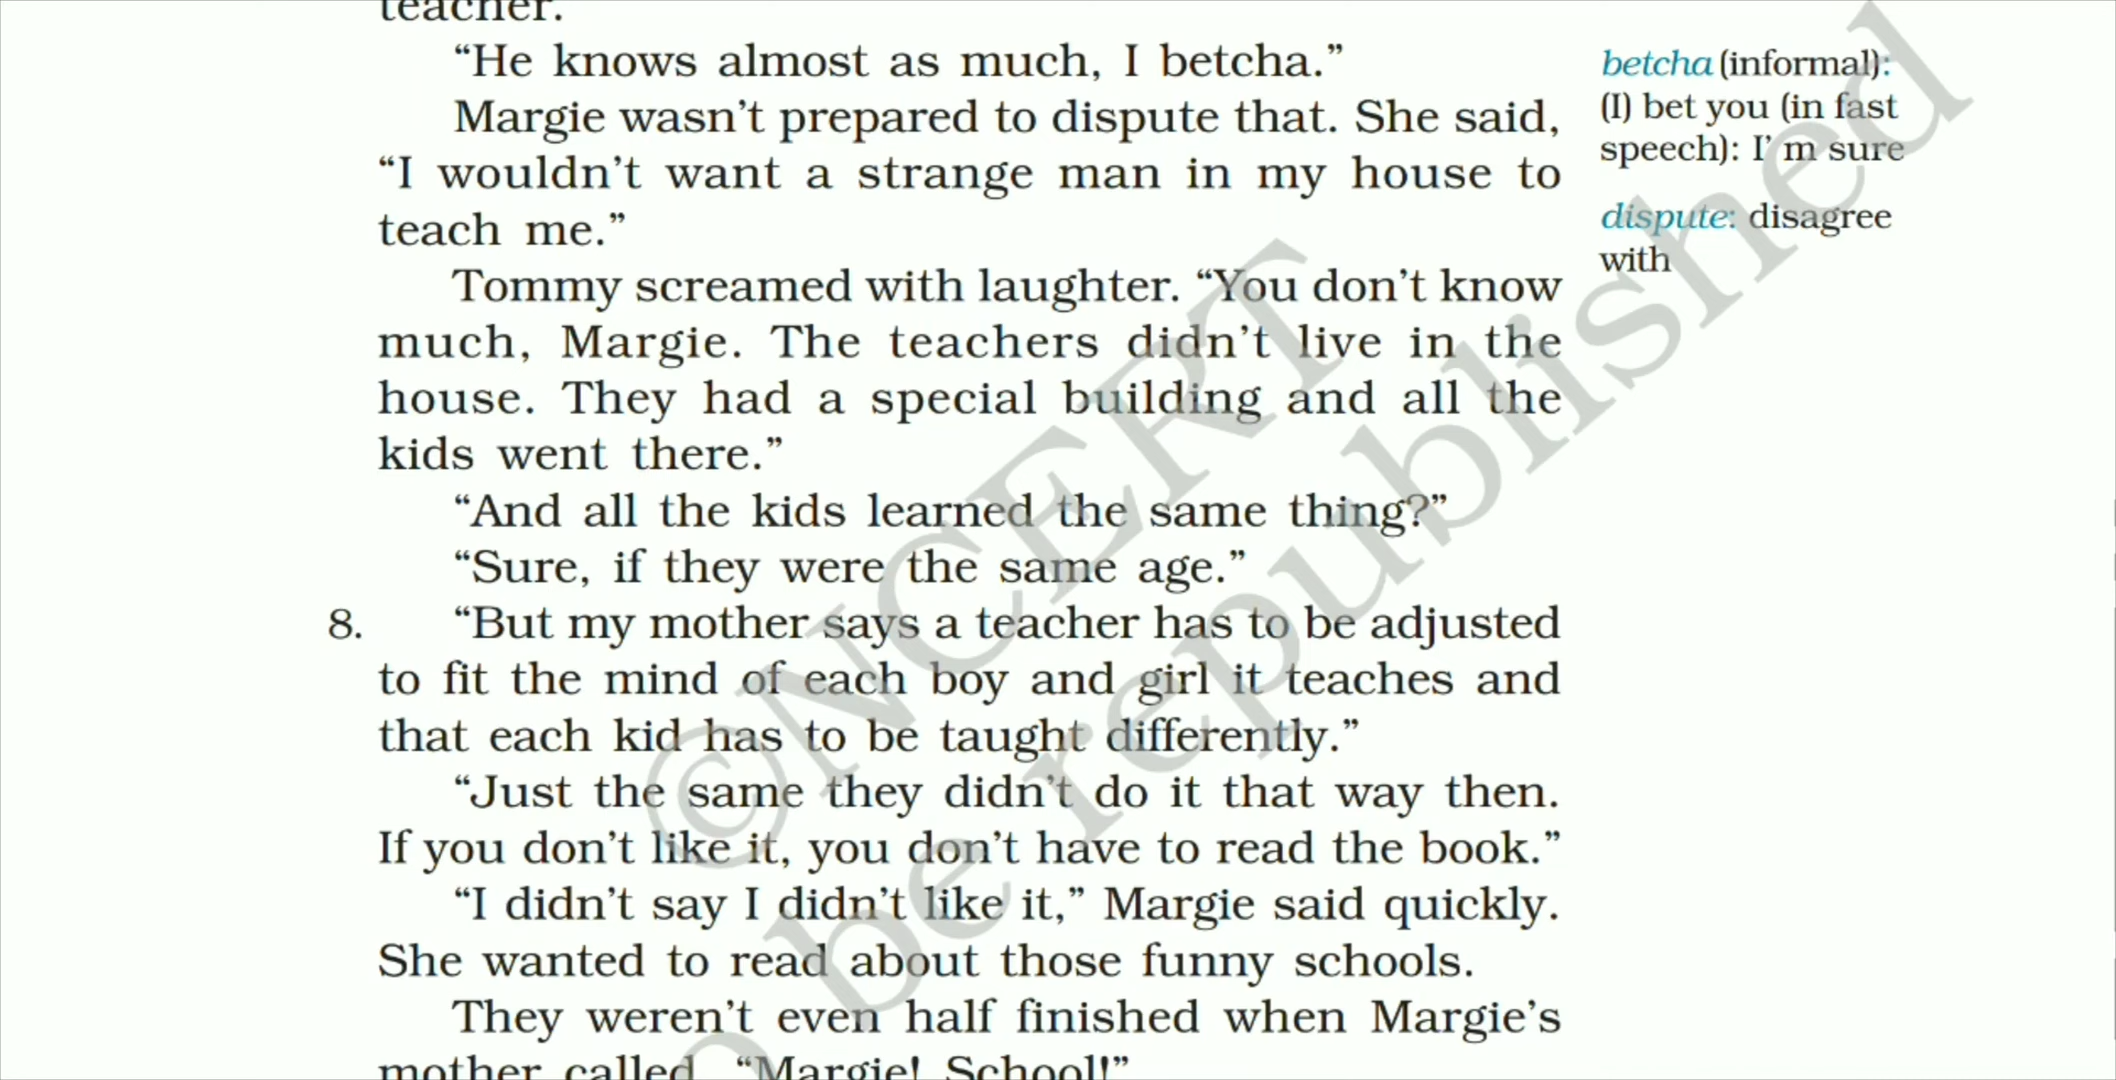 teacher.
“He knows almost as much, I betcha.”
Margie wasn’t prepared to dispute that. She said,
“I wouldn’t want a strange man in my house to
teach me.”
Tommy screamed with laughter. “You don’t know
much, Margie. The teachers didn’t live in the
house. They had a special building and all the
kids went there.”
“And all the kids learned the same thing?”
“Sure, if they were the same age.”
8. “But my mother says a teacher has to be adjusted
to fit the mind of each boy and girl it teaches and
that each kid has to be taught differently.”
“Just the same they didn’t do it that way then.
If you don’t like it, you don’t have to read the book.”
“I didn’t say I didn’t like it,” Margie said quickly.
She wanted to read about those funny schools.
They weren’t even half finished when Margie’s
mother called, “Margie! School!”
betcha (informal):
(I) bet you (in fast
speech): I’m sure
dispute: disagree
with
©NCERT
be republished